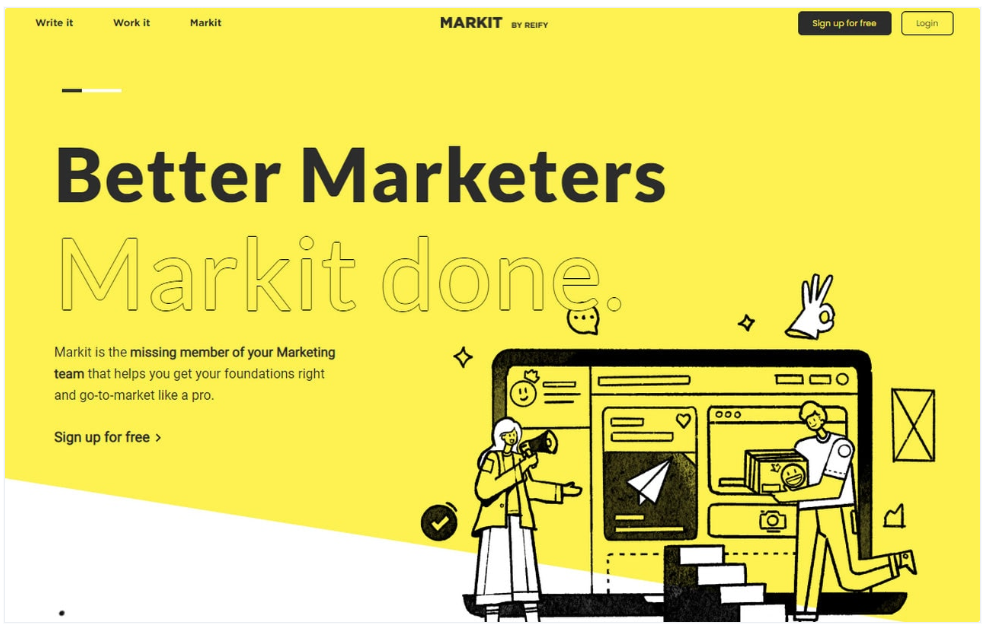 Write it
Work it
Markit
MARKIT BY REIFY
Sign up for free
Login
Better Marketers
Markit done.
Markit is the missing member of your Marketing
team that helps you get your foundations right
and go-to-market like a pro.
Sign up for free >